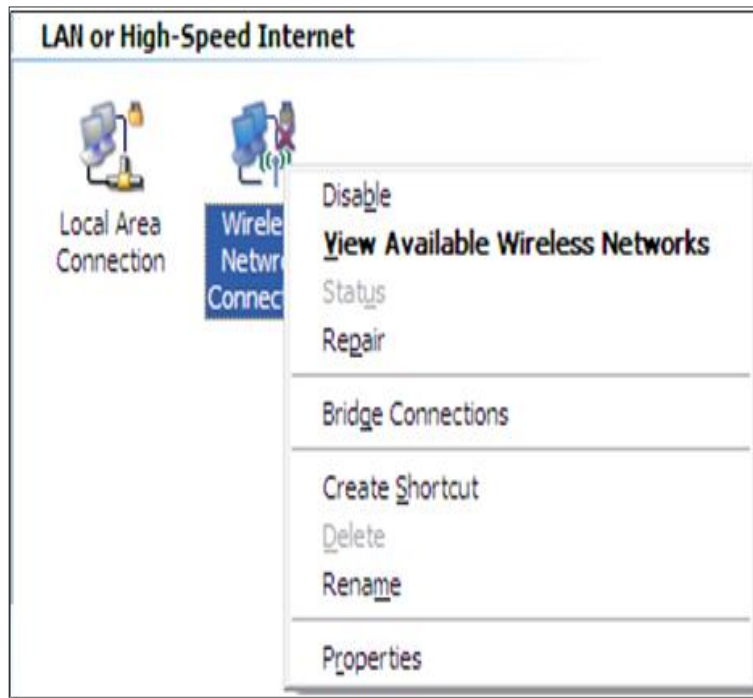 LAN or High-Speed Internet
Local Area
Connection
Disable
View Available Wireless Networks
Status
Repair
Bridge Connections
Create Shortcut
Delete
Rename
Properties